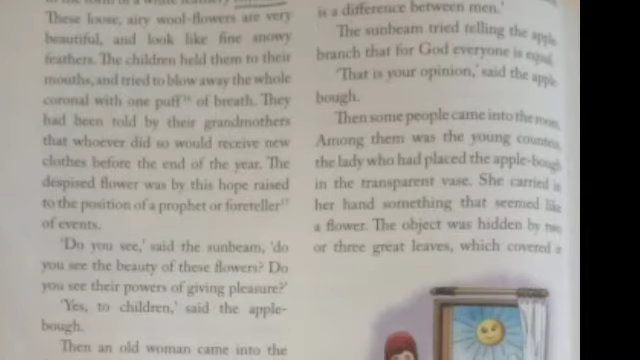 These loose, airy wool-flowers are very
beautiful, and look like fine snowy
feathers. The children held them to their
mouths, and tried to blow away the whole
coronal with one puff¹⁶ of breath. They
had been told by their grandmothers
that whoever did so would receive new
clothes before the end of the year. The
despised flower was by this hope raised
to the position of a prophet or foreteller¹⁷
of events.
'Do you see,' said the sunbeam, 'do
you see the beauty of these flowers? Do
you see their powers of giving pleasure?'
'Yes, to children,' said the apple-
bough.
Then an old woman came into the
is a difference between men.'
The sunbeam tried telling the apple
branch that for God everyone is equal.
'That is your opinion,' said the apple
bough.
Then some people came into the room.
Among them was the young countess,
the lady who had placed the apple-bough
in the transparent vase. She carried in
her hand something that seemed like
a flower. The object was hidden by two
or three great leaves, which covered it